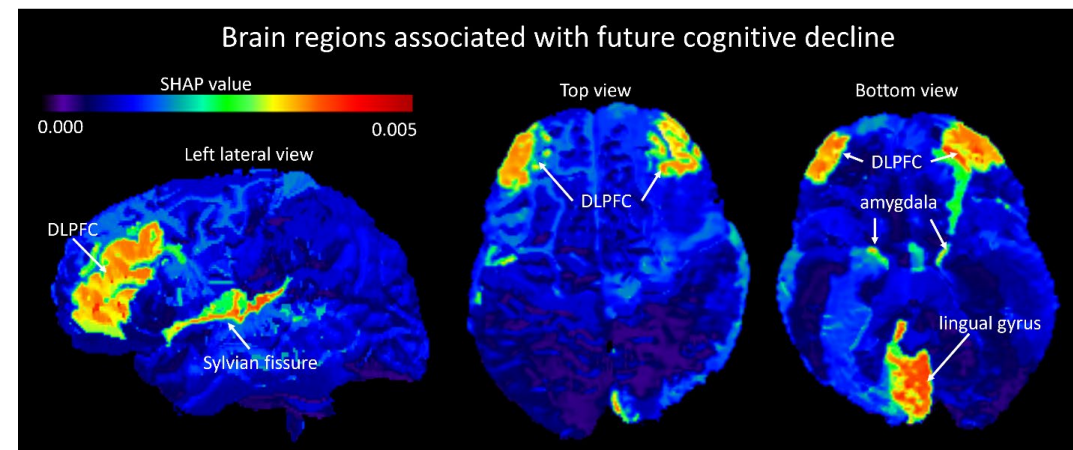 Brain regions associated with future cognitive decline
SHAP value
0.000
0.005
Left lateral view
DLPFC
Sylvian fissure
Top view
DLPFC
Bottom view
DLPFC
amygdala
lingual gyrus